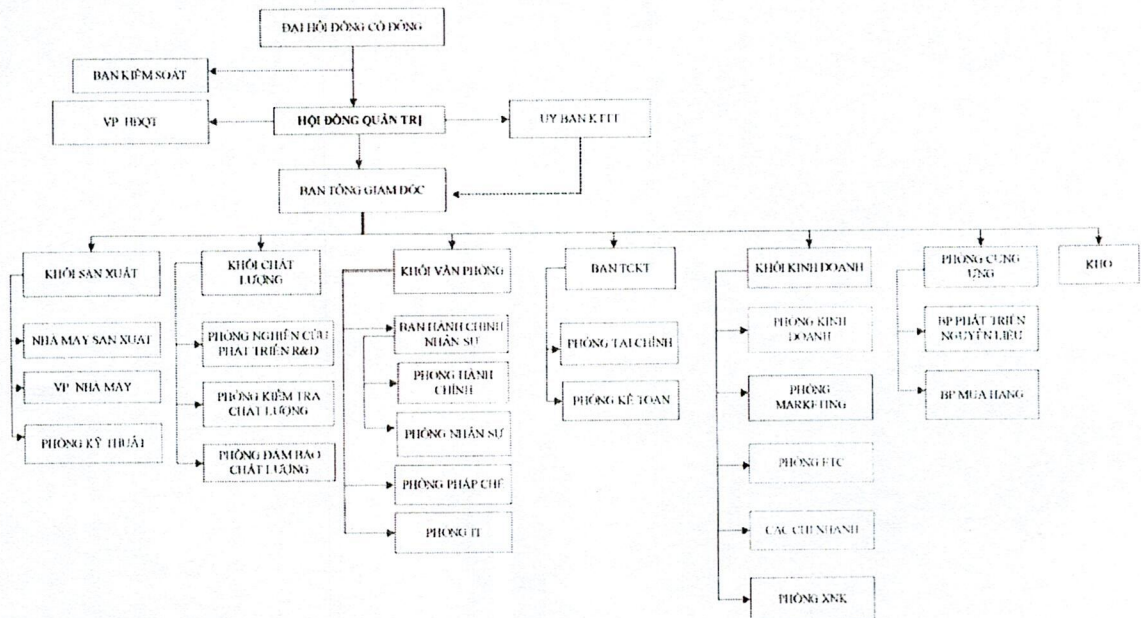 ĐẠI HỘI ĐỒNG CỔ ĐÔNG
BAN KIỂM SOÁT
VP HĐQT
HỘI ĐỒNG QUẢN TRỊ
UỶ BAN KTTT
BAN TỔNG GIÁM ĐỐC
KHỐI SẢN XUẤT
KHỐI CHẤT
LƯỢNG
KHỐI VĂN PHÒNG
BAN TCKT
KHỐI KINH DOANH
PHÒNG CUNG
ỨNG
KHO
NHÀ MÁY SẢN XUẤT
VP NHÀ MÁY
PHÒNG KỸ THUẬT
PHÒNG NGHIÊN CỨU
PHÁT TRIỂN R&D
PHÒNG KIỂM TRA
CHẤT LƯỢNG
PHÒNG ĐẢM BẢO
CHẤT LƯỢNG
BAN HÀNH CHÍNH
NHÂN SỰ
PHÒNG HÀNH
CHÍNH
PHÒNG NHÂN SỰ
PHÒNG PHÁP CHẾ
PHÒNG IT
PHÒNG TÀI CHÍNH
PHÒNG KẾ TOÁN
PHÒNG KINH
DOANH
PHÒNG
MARKETING
PHÒNG ETC
CÁC CHI NHÁNH
PHÒNG XNK
BP PHÁT TRIỂN
NGUYÊN LIỆU
BP MUA HÀNG